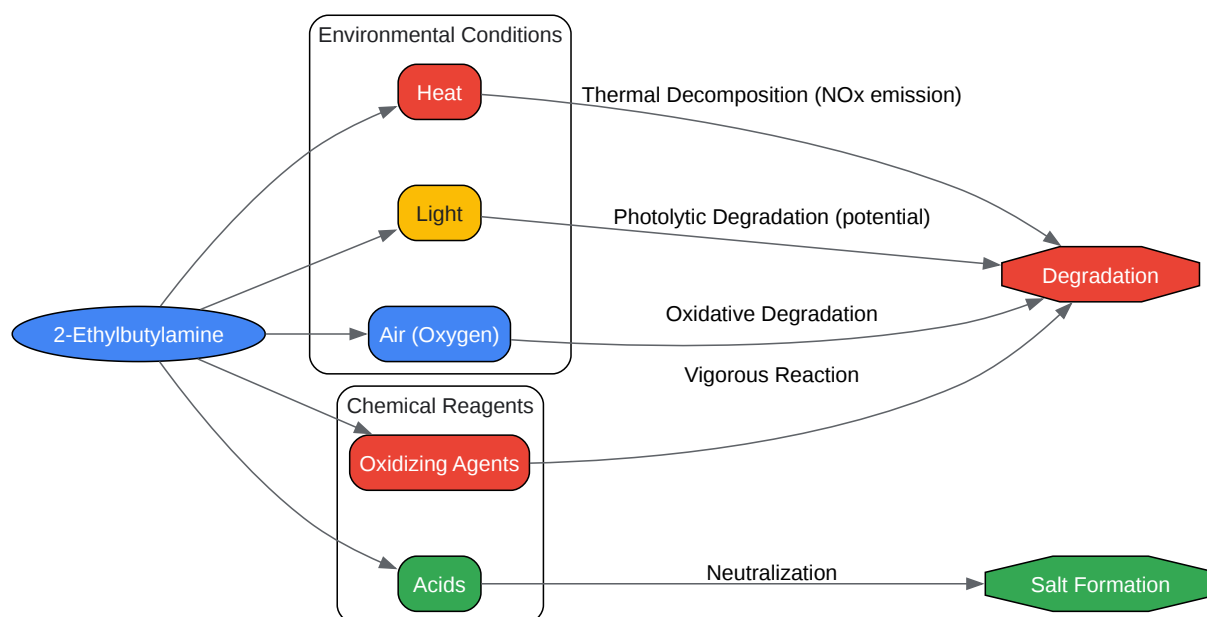 Environmental Conditions
Heat
Thermal Decomposition (NOx emission)
Light
Photolytic Degradation (potential)
Degradation
2-Ethylbutylamine
Air (Oxygen)
Oxidative Degradation
Vigorous Reaction
Chemical Reagents
Oxidizing Agents
Acids
Neutralization
Salt Formation